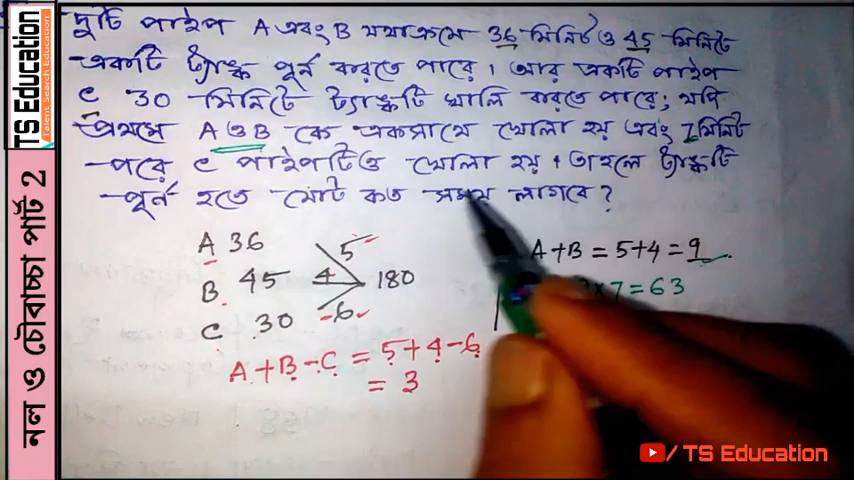 দুটি পাইপ A এবং B যথাক্রমে 36 মিনিট ও 45 মিনিটে
একটি ট্যাঙ্ক পূর্ন করতে পারে। আর একটি পাইপ
C 30 মিনিটে ট্যাঙ্কটি খালি করতে পারে; যদি
প্রথমে A ও B কে একসাথে খোলা হয় এবং 7 মিনিট
পরে C পাইপটিও খোলা হয়। তাহলে ট্যাঙ্কটি
পূর্ন হতে মোট কত সময় লাগবে?
A 36 5
B 45 4 180
C 30 -6
A+B-C = 5+4-6
= 3
A+B = 5+4 = 9
×7 = 63
TS Education
Talent Search Education
নল ও চৌবাচ্চা পার্ট 2
/ TS Education